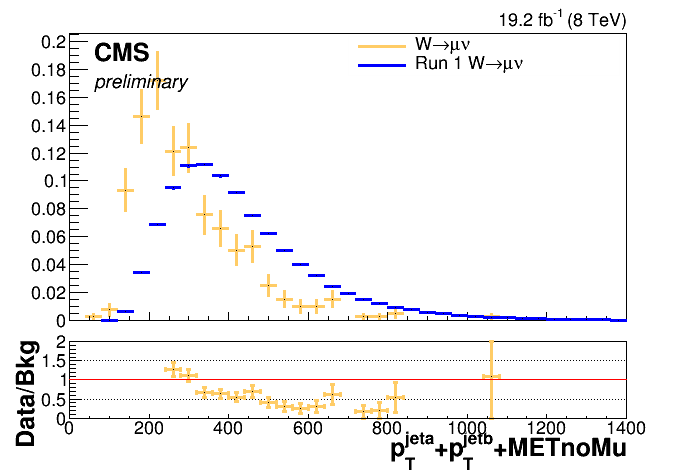 19.2 fb⁻¹ (8 TeV)
CMS
preliminary
W→μν
Run 1 W→μν
0.2
0.18
0.16
0.14
0.12
0.1
0.08
0.06
0.04
0.02
0
Data/Bkg
2
1.5
1
0.5
0
0 200 400 600 800 1000 1200 1400
p_T^jeta+p_T^jetb+METnoMu